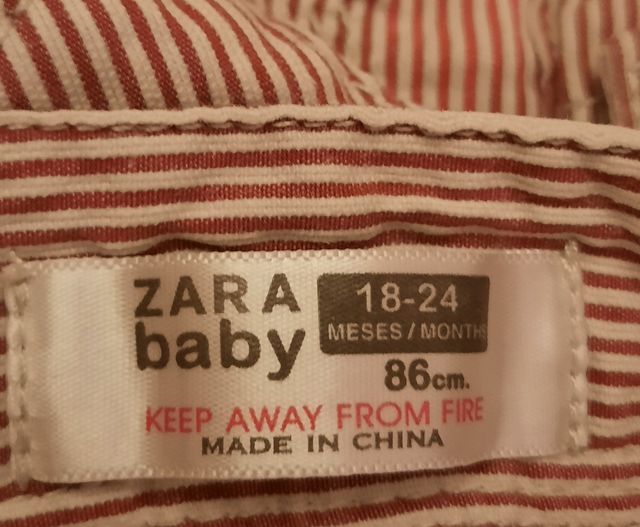 ZARA
baby
18-24
MESES/MONTHS
86cm.
KEEP AWAY FROM FIRE
MADE IN CHINA